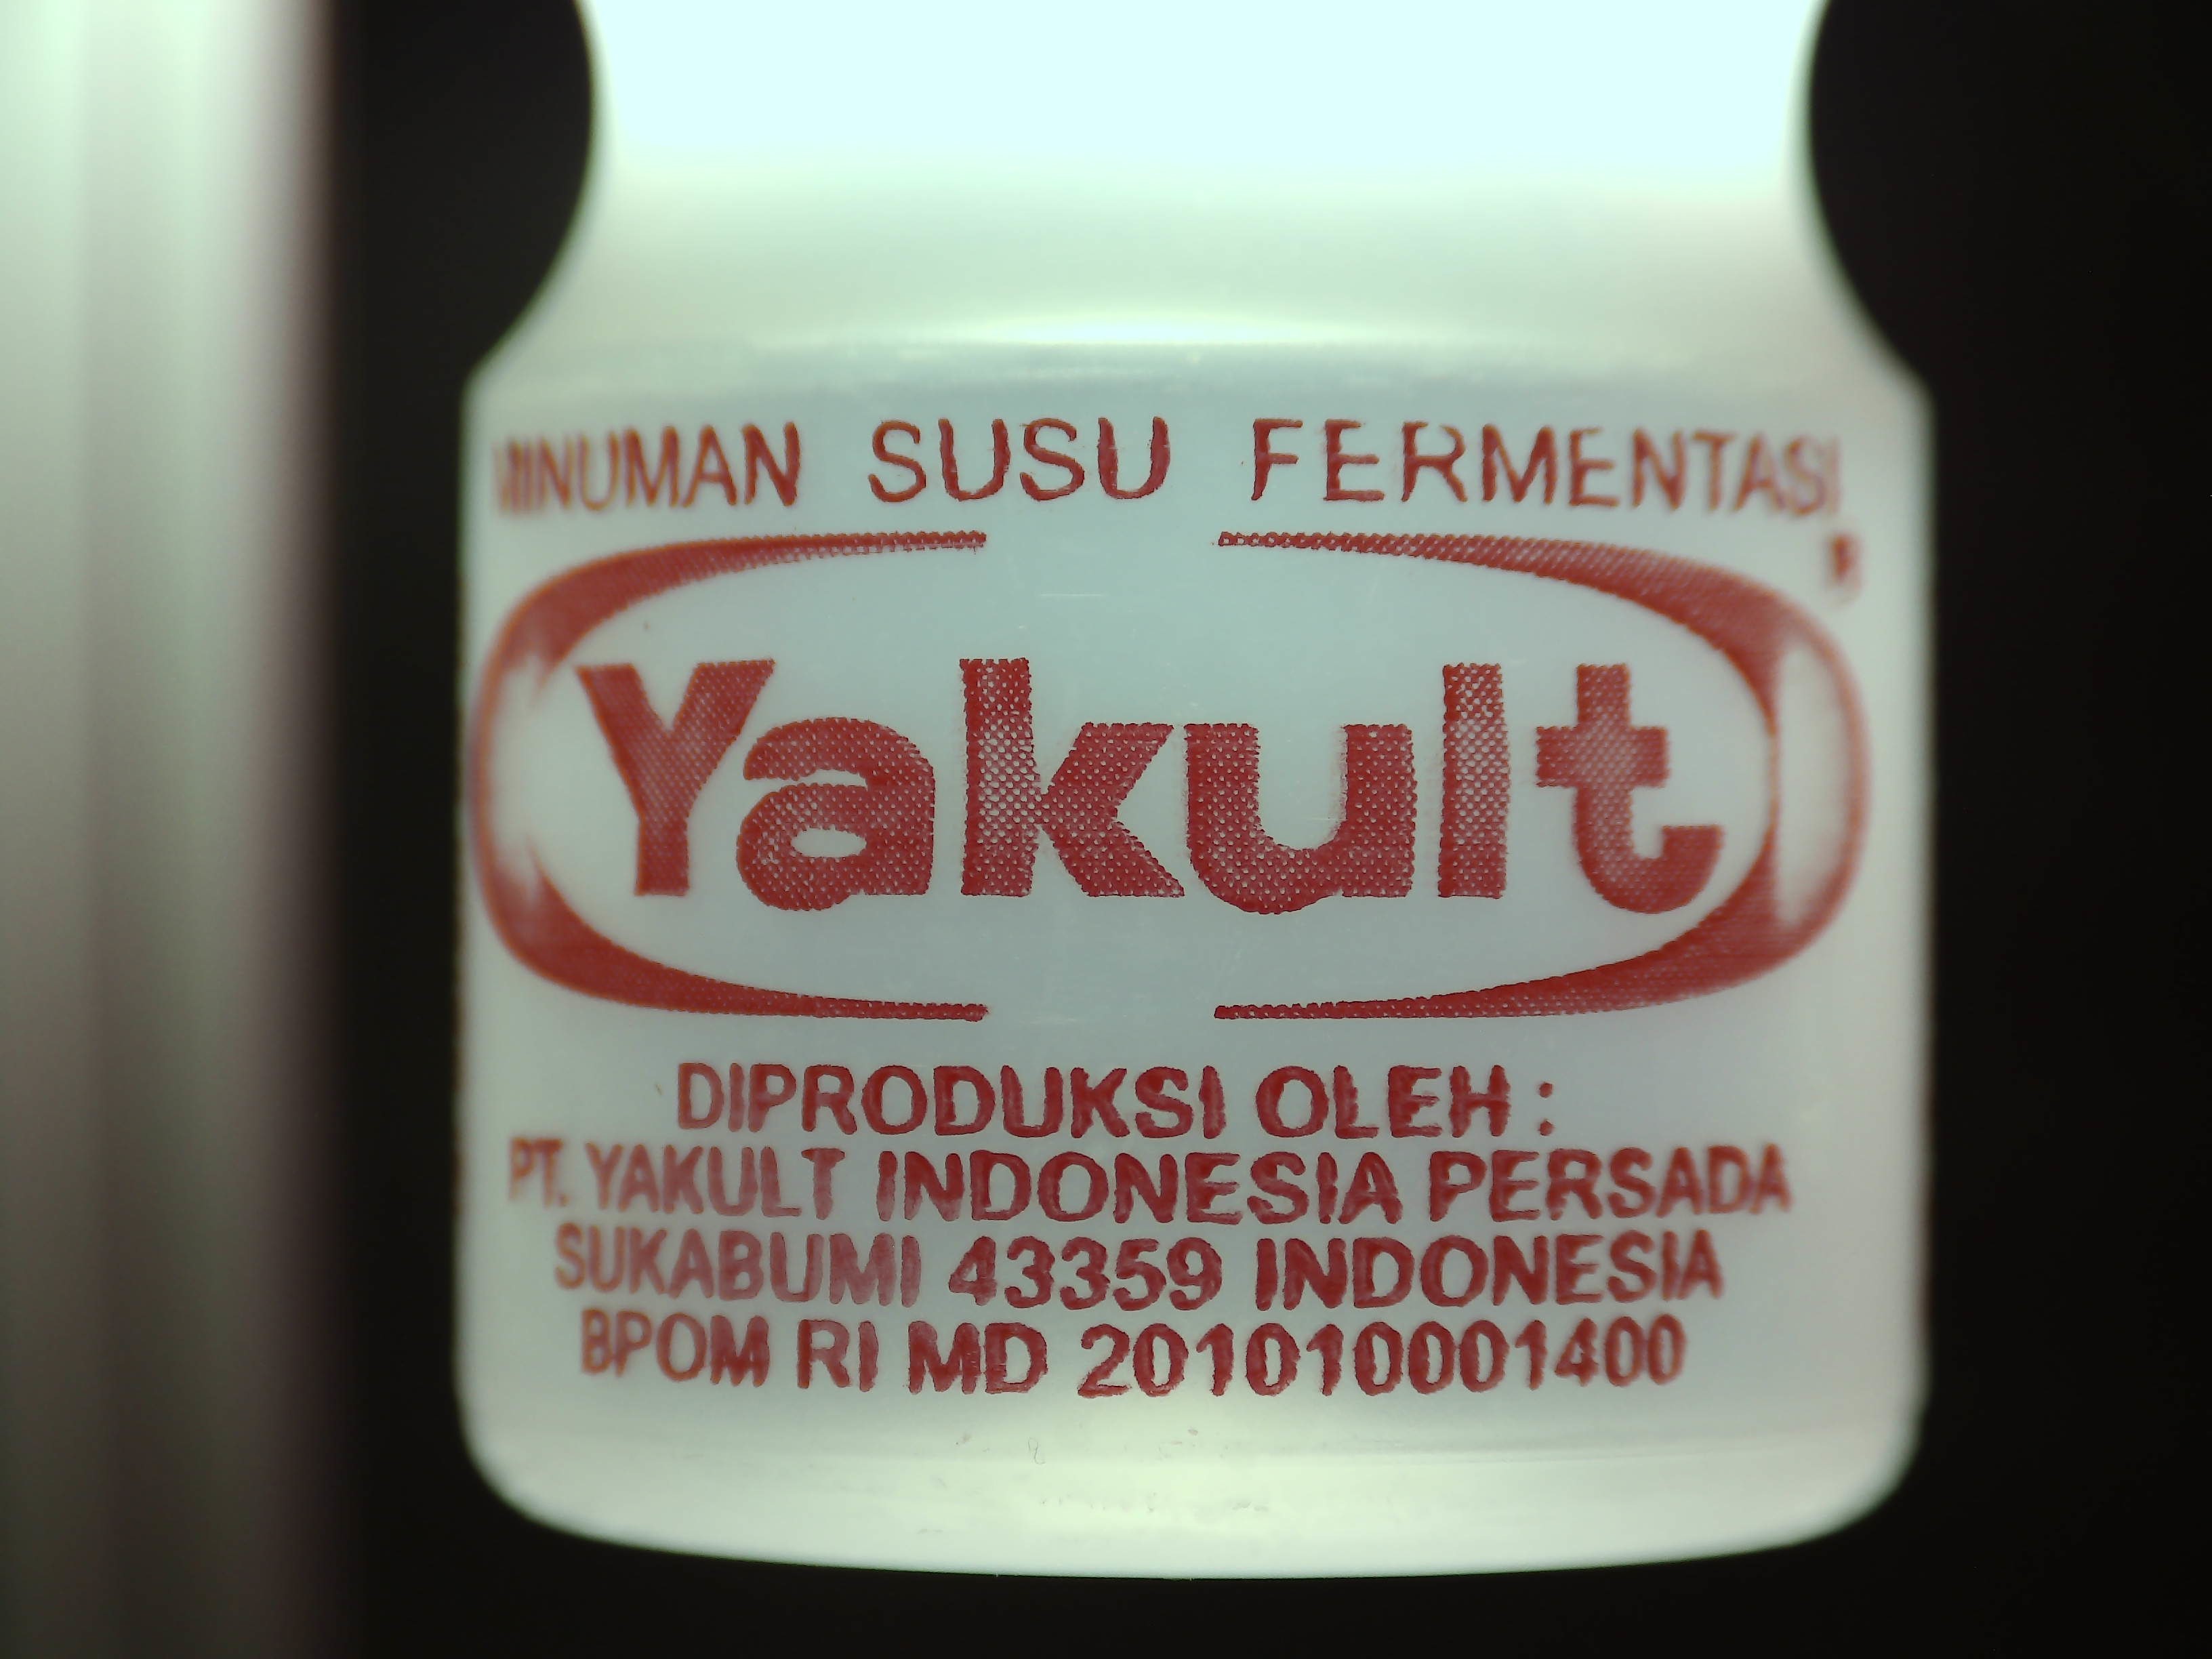 MINUMAN SUSU FERMENTASI
Yakult
DIPRODUKSI OLEH :
PT. YAKULT INDONESIA PERSADA
SUKABUMI 43359 INDONESIA
BPOM RI MD 201010001400